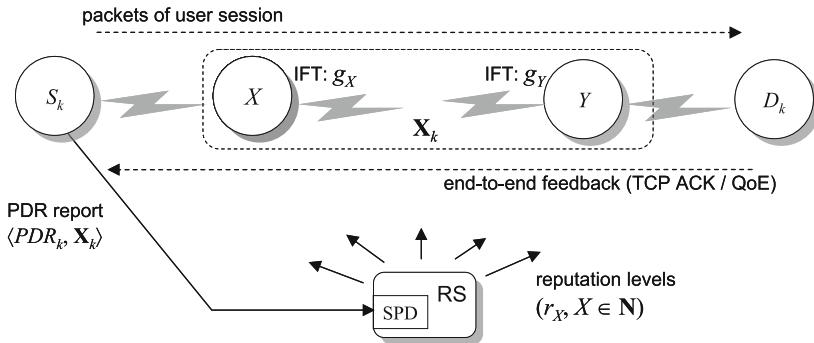 packets of user session
IFT: g_X
IFT: g_Y
S_k
X
Y
D_k
X_k
end-to-end feedback (TCP ACK / QoE)
PDR report
⟨PDR_k, X_k⟩
RS
SPD
reputation levels
(r_X, X ∈ N)